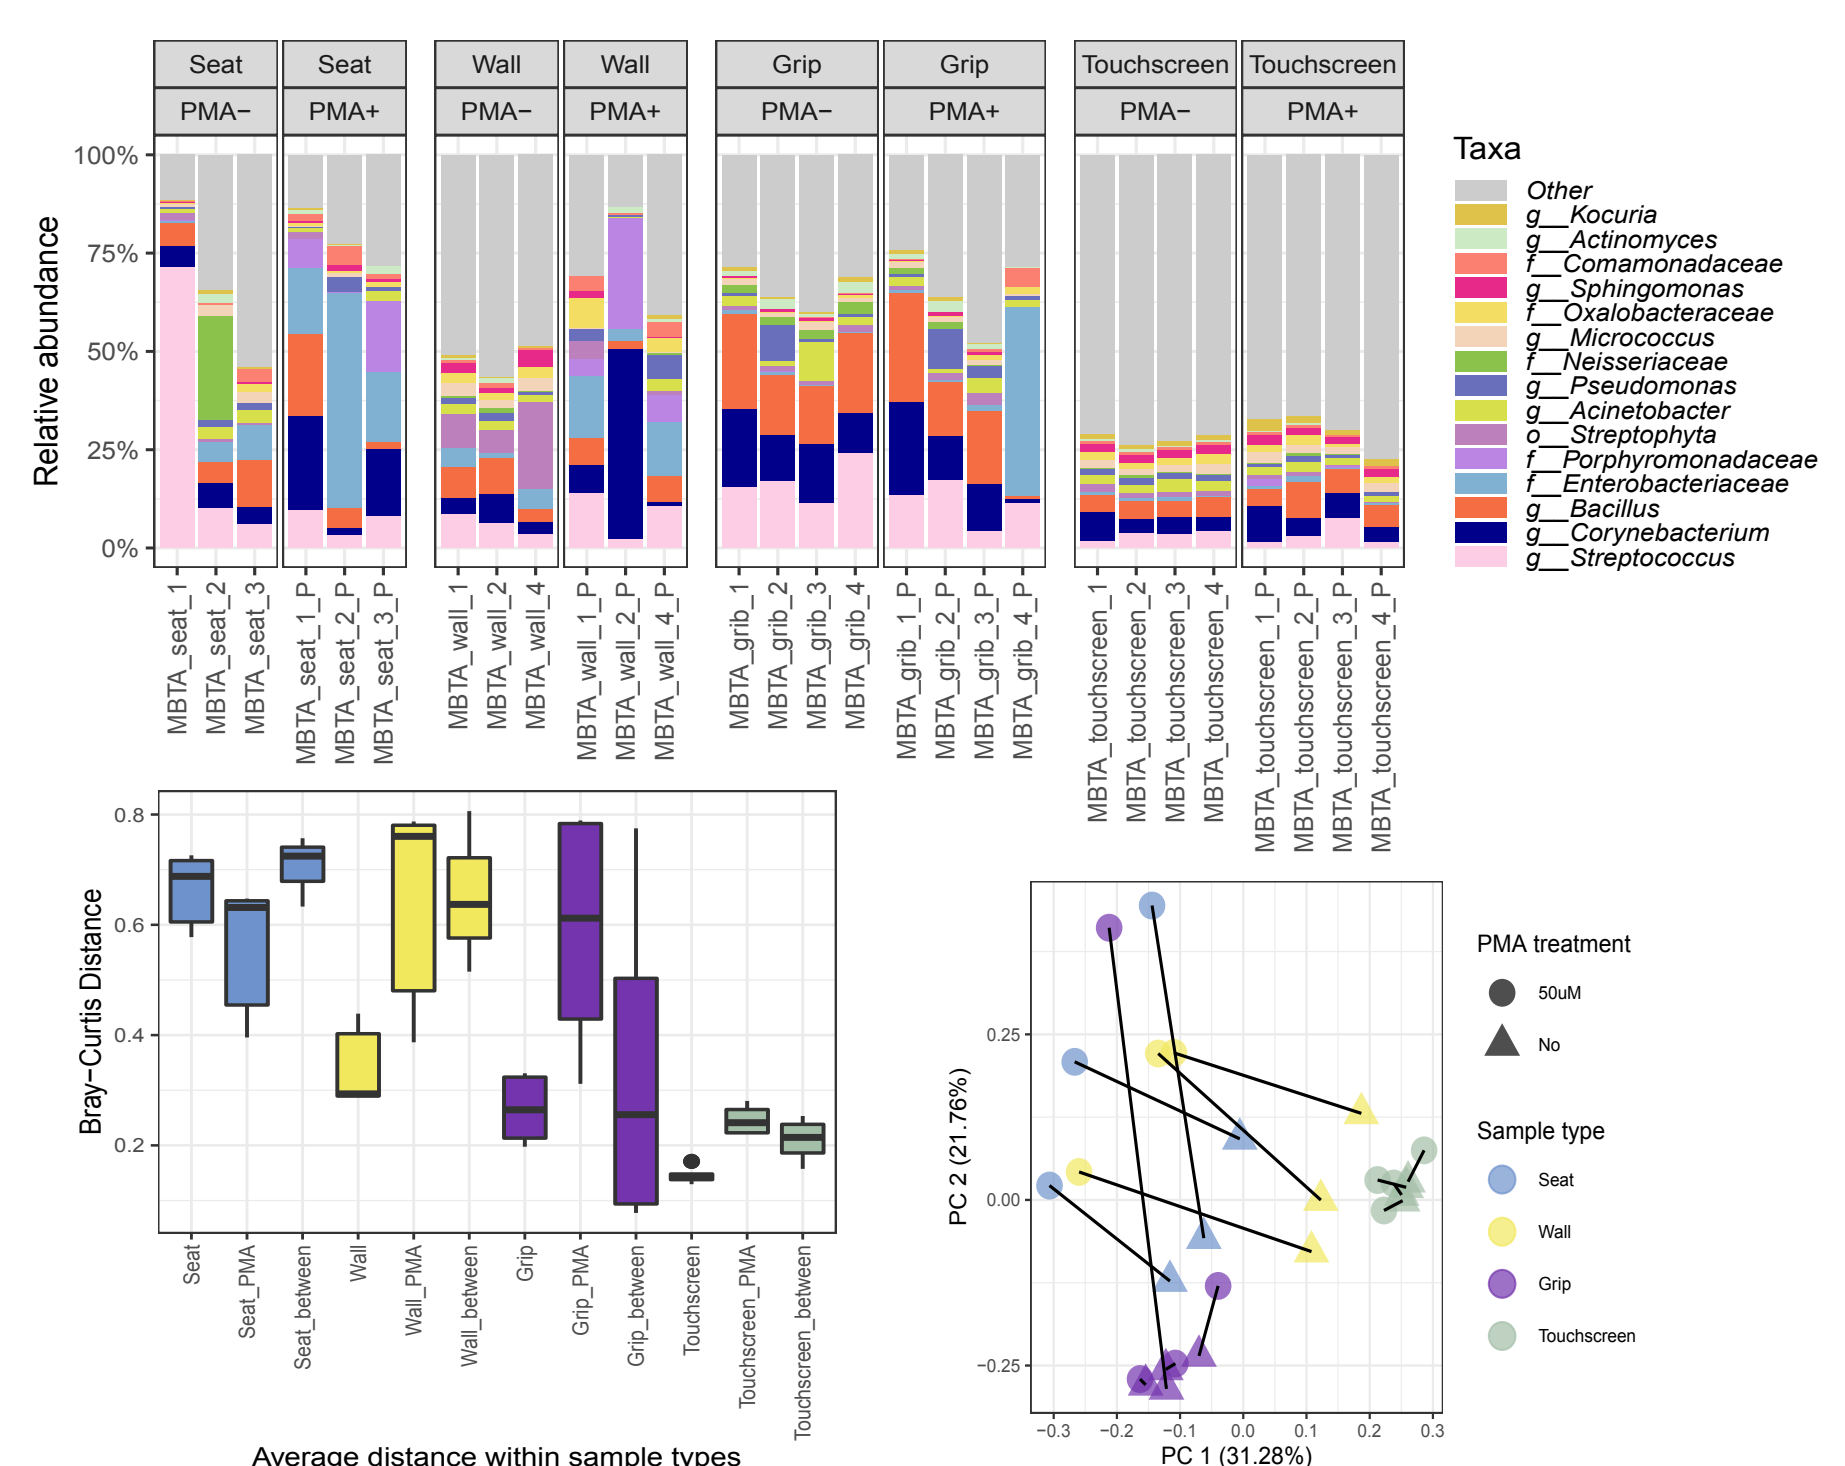 Seat Seat Wall Wall Grip Grip Touchscreen Touchscreen
PMA− PMA+ PMA− PMA+ PMA− PMA+ PMA− PMA+
Relative abundance
100%
75%
50%
25%
0%
MBTA_seat_1
MBTA_seat_2
MBTA_seat_3
MBTA_seat_1_P
MBTA_seat_2_P
MBTA_seat_3_P
MBTA_wall_1
MBTA_wall_2
MBTA_wall_4
MBTA_wall_1_P
MBTA_wall_2_P
MBTA_wall_4_P
MBTA_grib_1
MBTA_grib_2
MBTA_grib_3
MBTA_grib_4
MBTA_grib_1_P
MBTA_grib_2_P
MBTA_grib_3_P
MBTA_grib_4_P
MBTA_touchscreen_1
MBTA_touchscreen_2
MBTA_touchscreen_3
MBTA_touchscreen_4
MBTA_touchscreen_1_P
MBTA_touchscreen_2_P
MBTA_touchscreen_3_P
MBTA_touchscreen_4_P
Taxa
Other
g__Kocuria
g__Actinomyces
f__Comamonadaceae
g__Sphingomonas
f__Oxalobacteraceae
g__Micrococcus
f__Neisseriaceae
g__Pseudomonas
g__Acinetobacter
o__Streptophyta
f__Porphyromonadaceae
f__Enterobacteriaceae
g__Bacillus
g__Corynebacterium
g__Streptococcus
Bray−Curtis Distance
0.8
0.6
0.4
0.2
Seat
Seat_PMA
Seat_between
Wall
Wall_PMA
Wall_between
Grip
Grip_PMA
Grip_between
Touchscreen
Touchscreen_PMA
Touchscreen_between
Average distance within sample types
PC 2 (21.76%)
0.25
0.00
−0.25
−0.3 −0.2 −0.1 0.0 0.1 0.2 0.3
PC 1 (31.28%)
PMA treatment
50uM
No
Sample type
Seat
Wall
Grip
Touchscreen